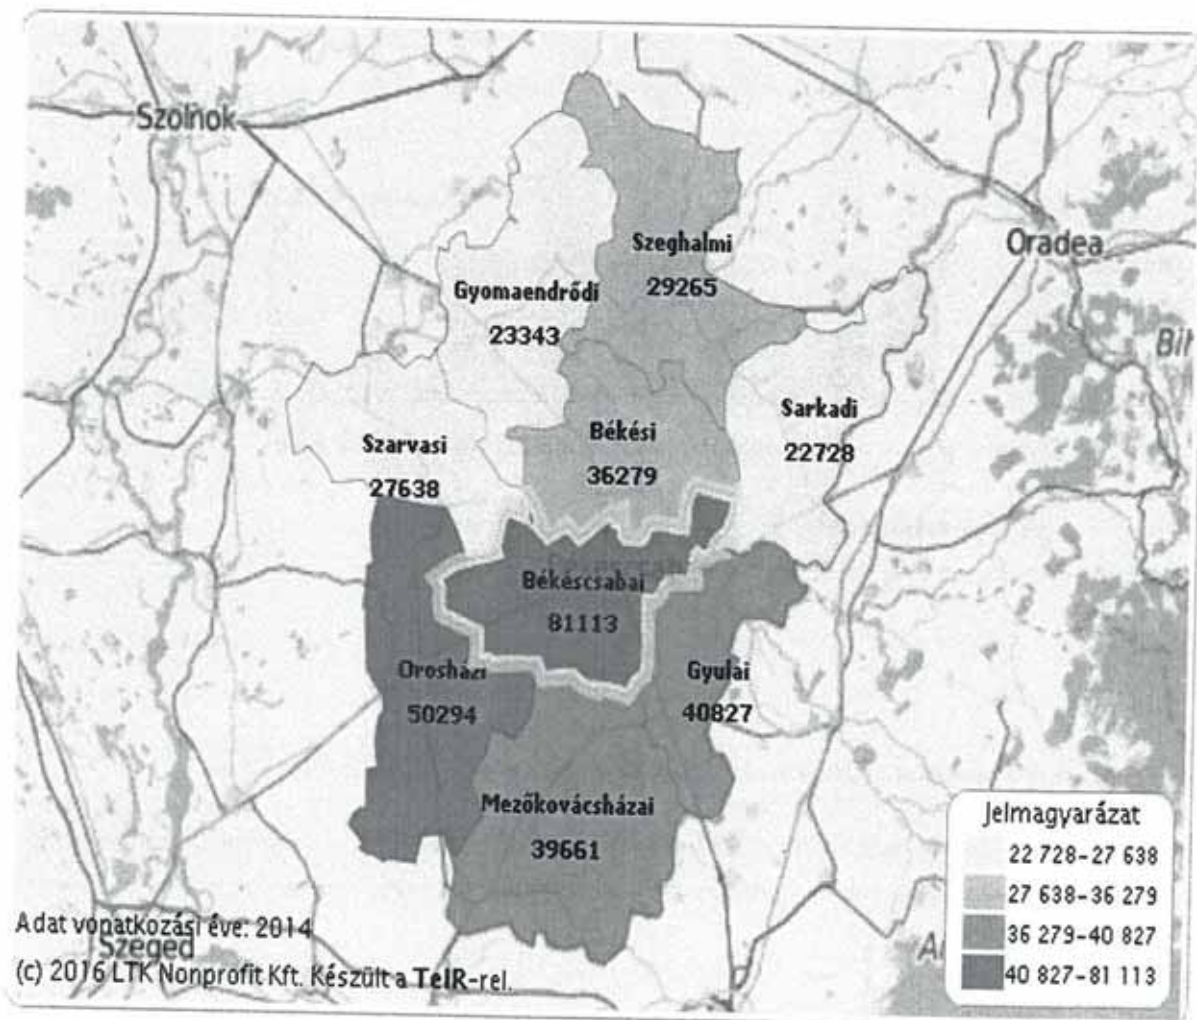 Szolnok
Oradea
Szeghalmi
29265
Gyomaendrődi
23343
Bih
Sarkadi
22728
Békési
36279
Szarvasi
27638
Békéscsabai
81113
Orosházi
50294
Gyulai
40827
Mezőkovácsházai
39661
Jelmagyarázat
22 728-27 638
27 638-36 279
36 279-40 827
40 827-81 113
Adat vonatkozási éve: 2014
Szeged
(c) 2016 LTK Nonprofit Kft. Készült a TeIR-rel.